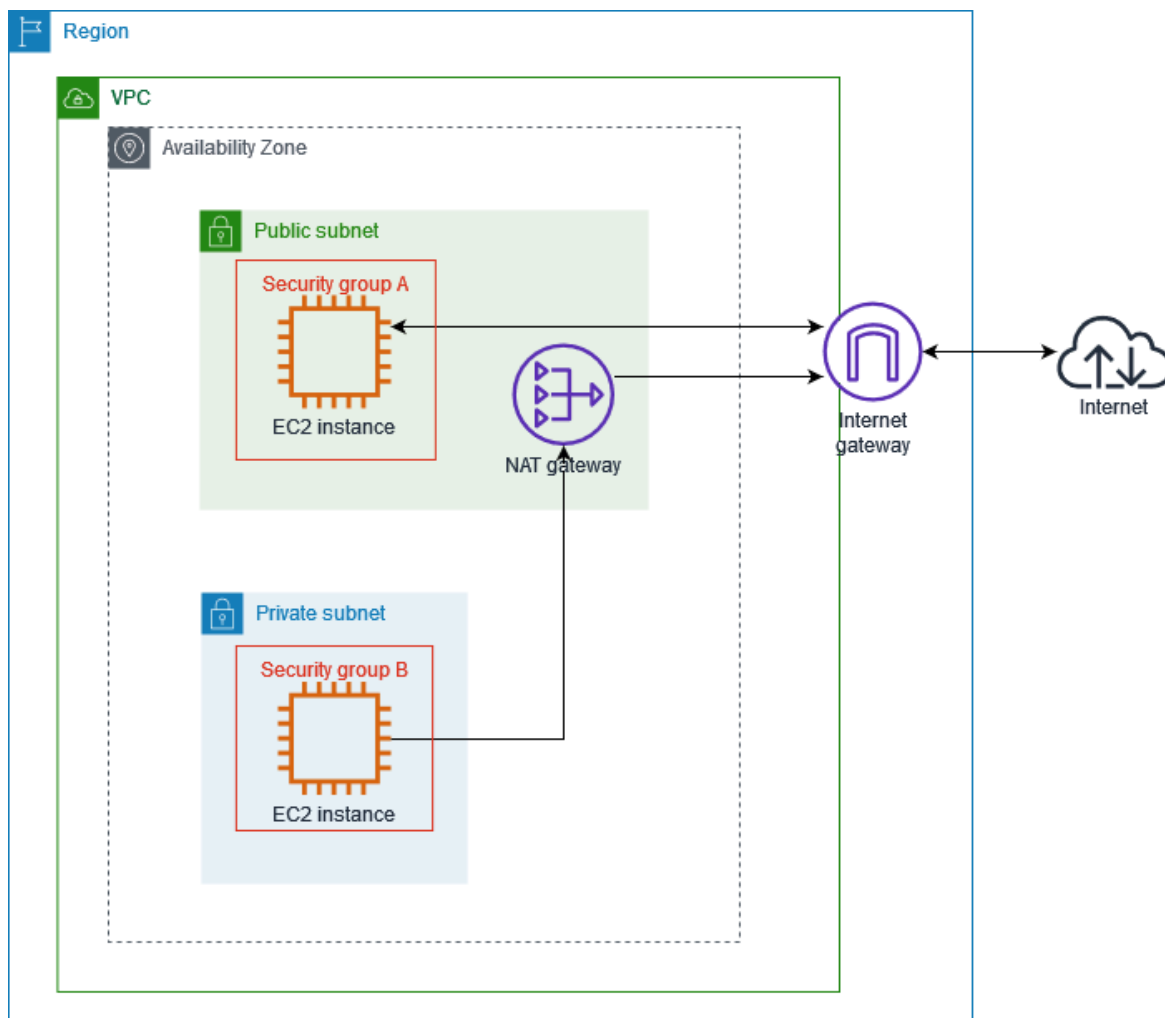 Region
VPC
Availability Zone
Public subnet
Security group A
EC2 instance
NAT gateway
Internet
gateway
Internet
Private subnet
Security group B
EC2 instance